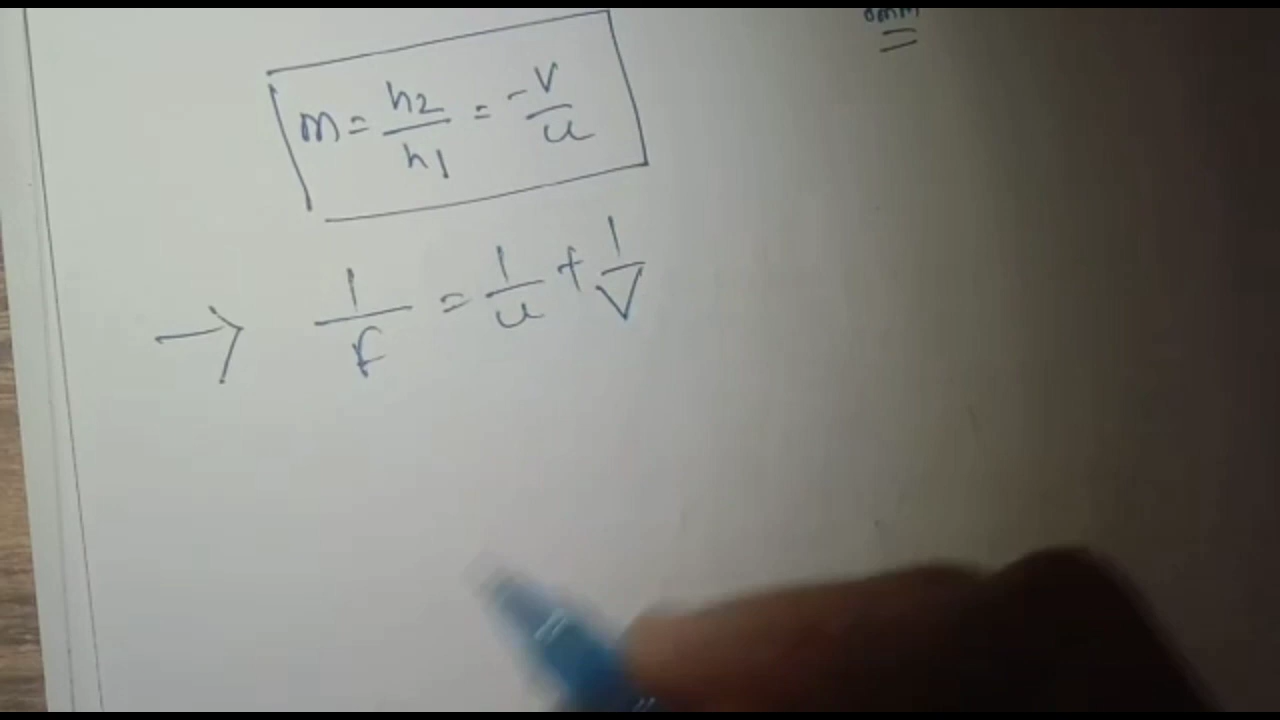 m = h2/h1 = -v/u
→ 1/f = 1/u + 1/v